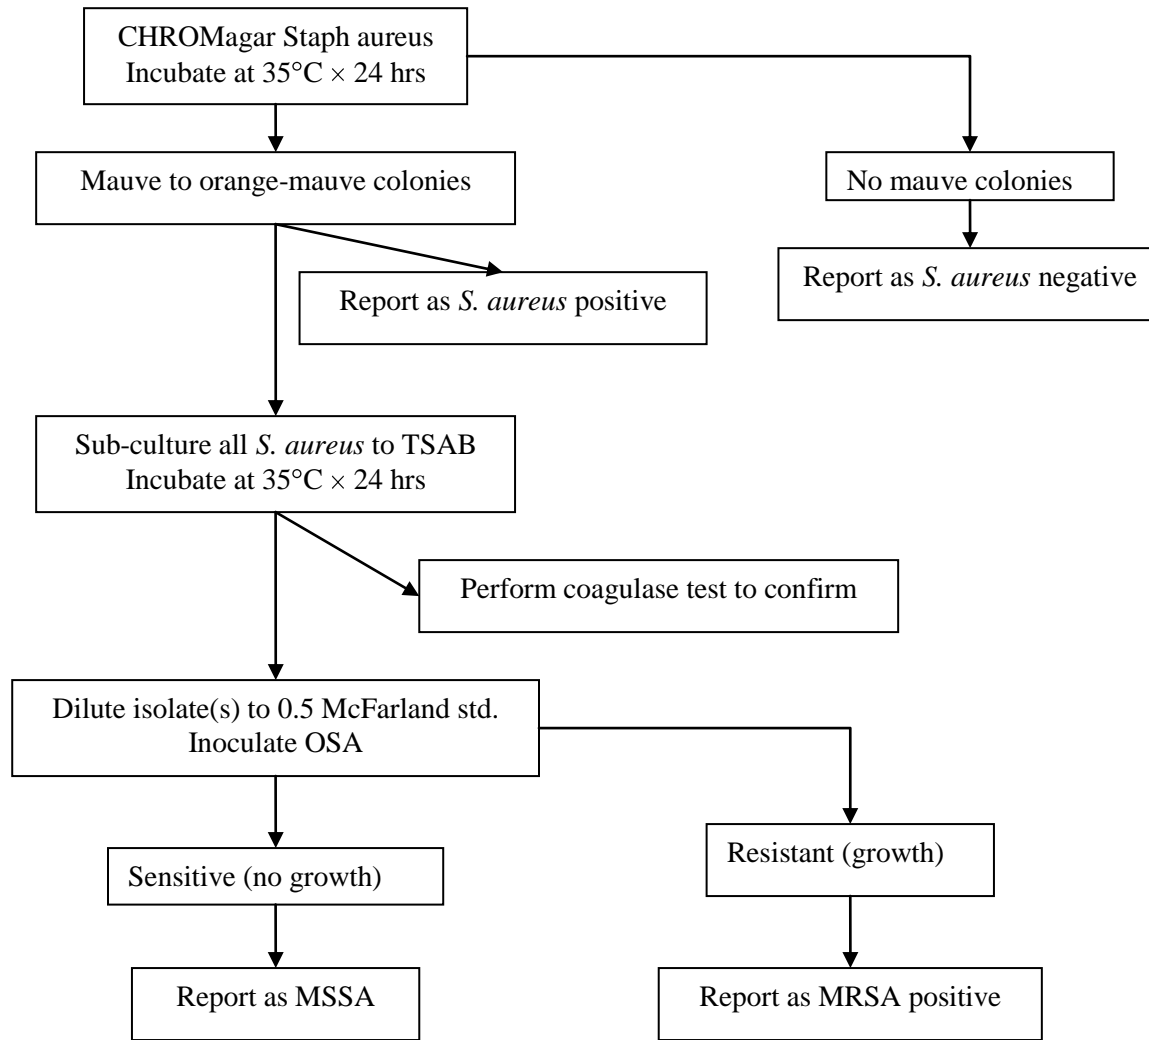 CHROMagar Staph aureus
Incubate at 35°C × 24 hrs
Mauve to orange-mauve colonies
No mauve colonies
Report as S. aureus positive
Report as S. aureus negative
Sub-culture all S. aureus to TSAB
Incubate at 35°C × 24 hrs
Perform coagulase test to confirm
Dilute isolate(s) to 0.5 McFarland std.
Inoculate OSA
Sensitive (no growth)
Resistant (growth)
Report as MSSA
Report as MRSA positive